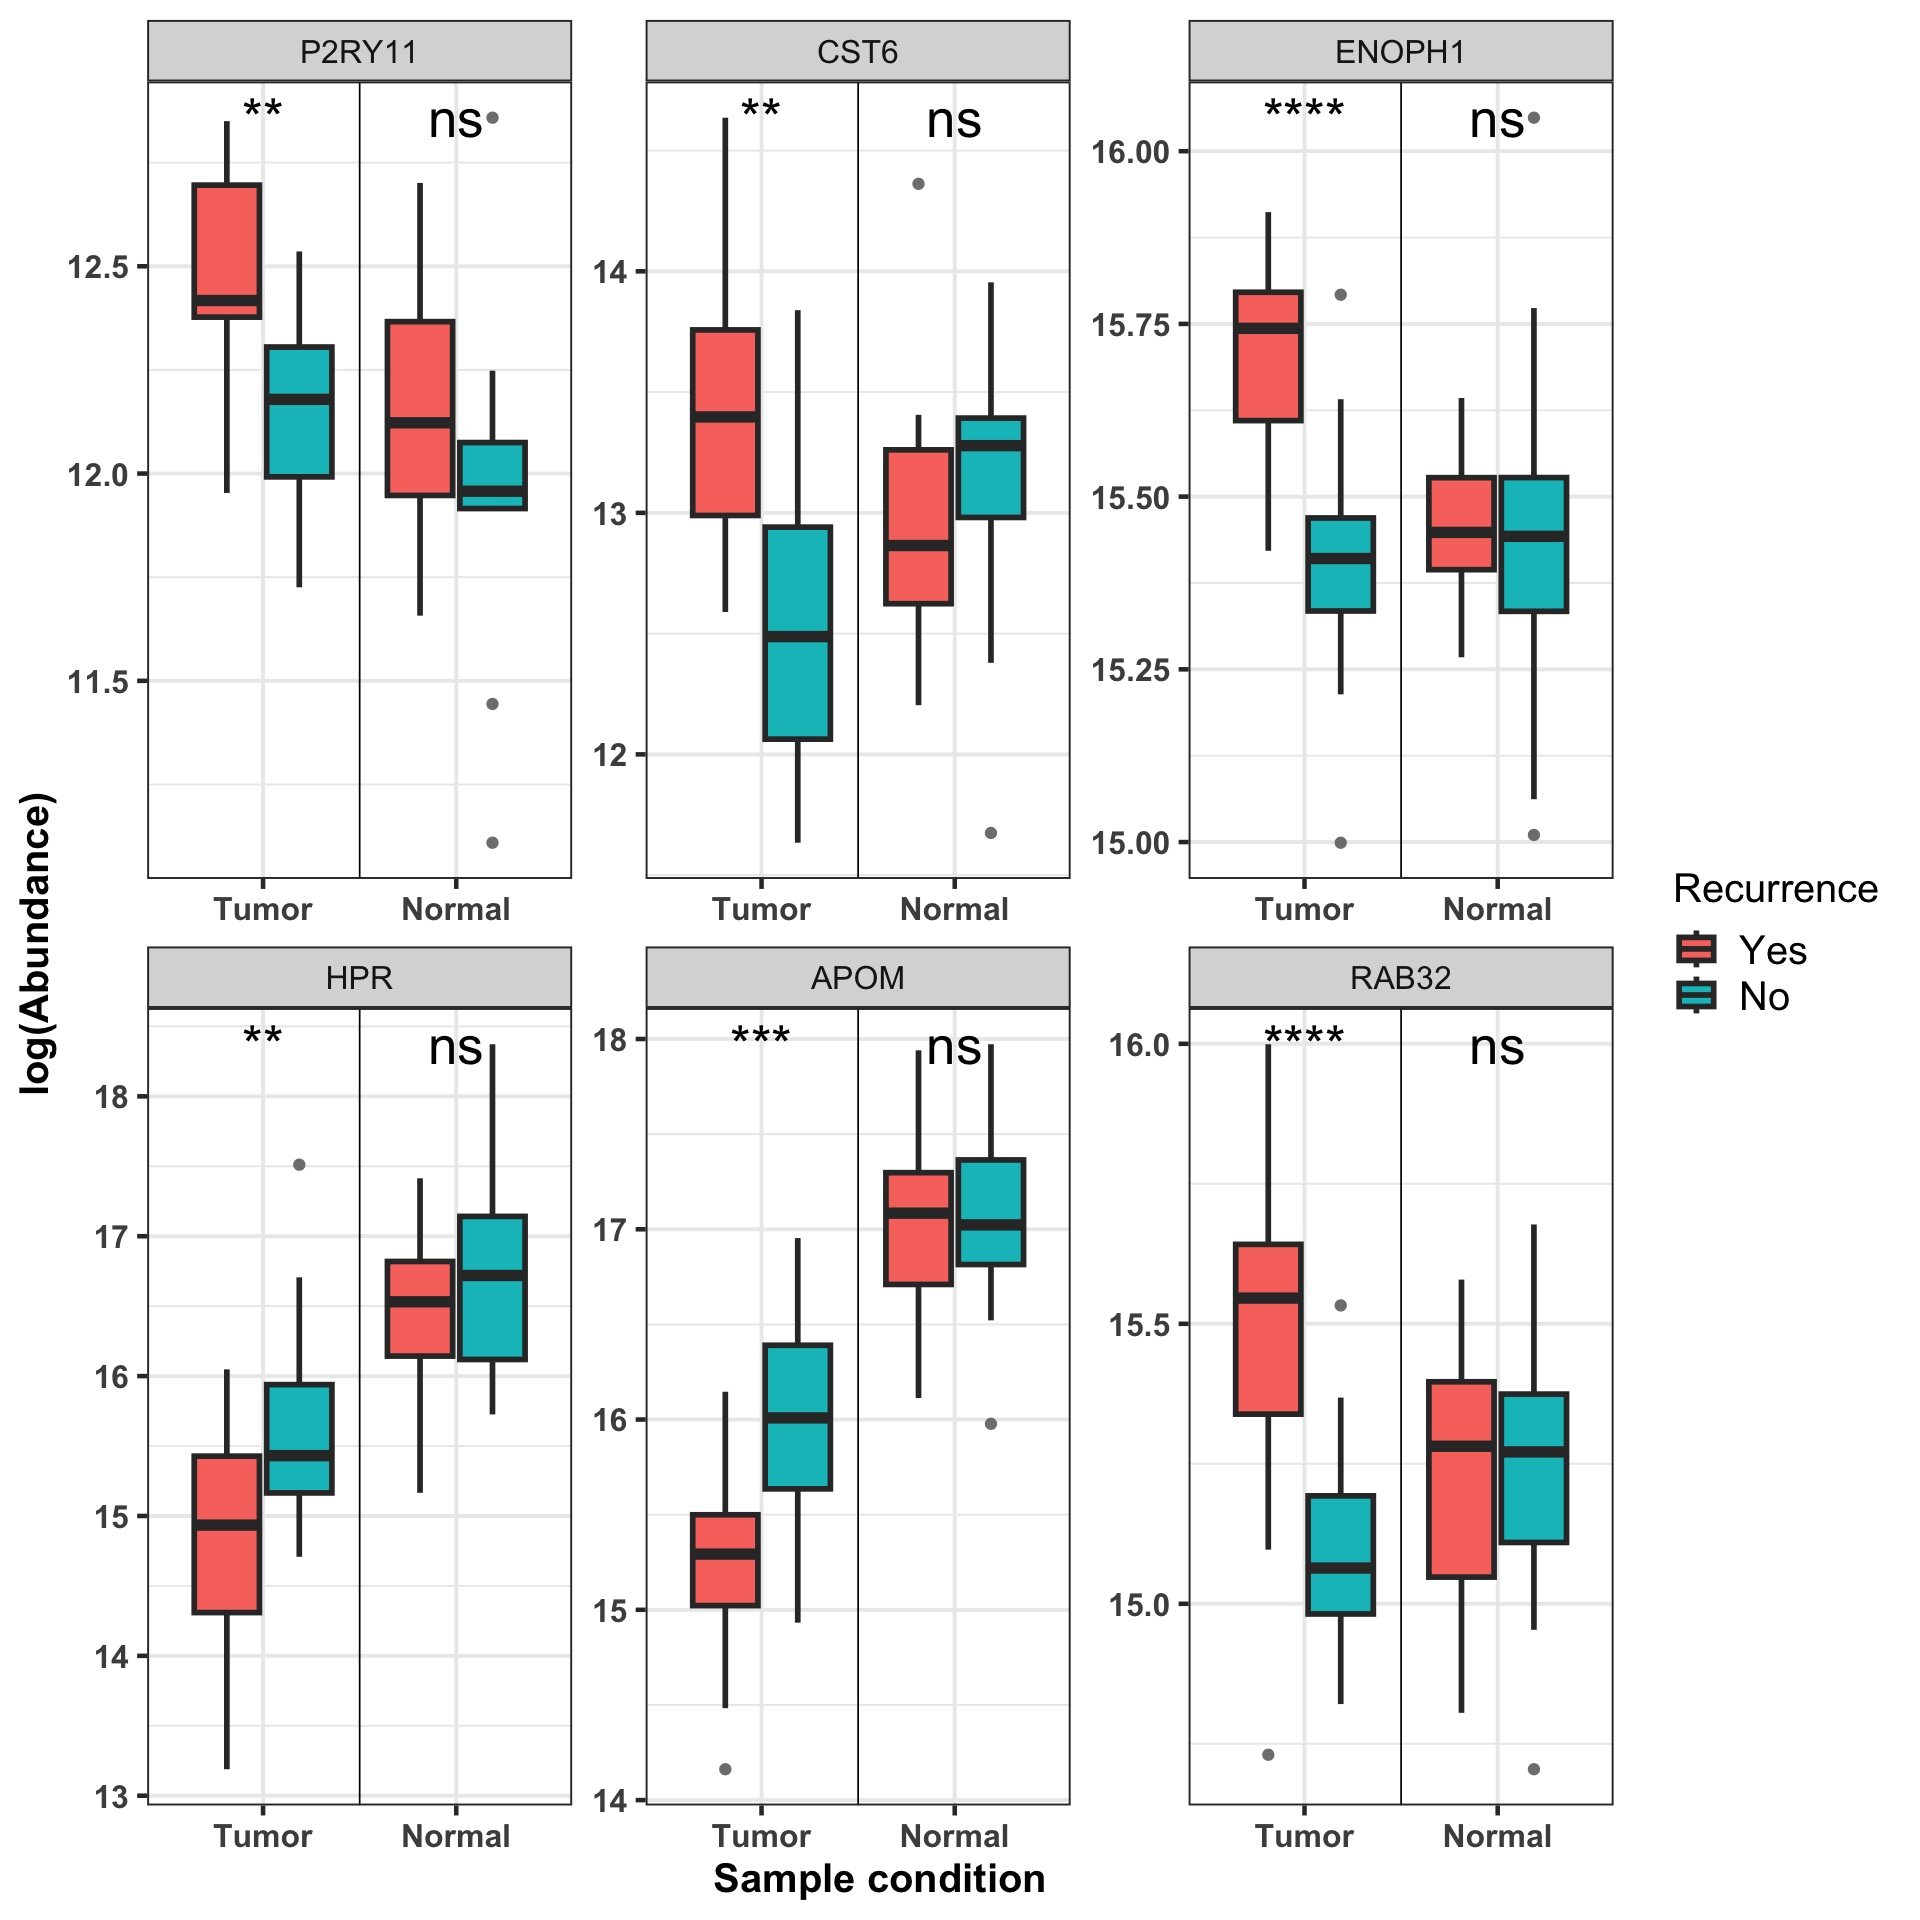 P2RY11
CST6
ENOPH1
** ns
** ns
**** ns
12.5
12.0
11.5
14
13
12
16.00
15.75
15.50
15.25
15.00
Tumor Normal
Tumor Normal
Tumor Normal
HPR
APOM
RAB32
** ns
*** ns
**** ns
18
17
16
15
14
13
18
17
16
15
14
16.0
15.5
15.0
Tumor Normal
Tumor Normal
Tumor Normal
log(Abundance)
Sample condition
Recurrence
Yes
No